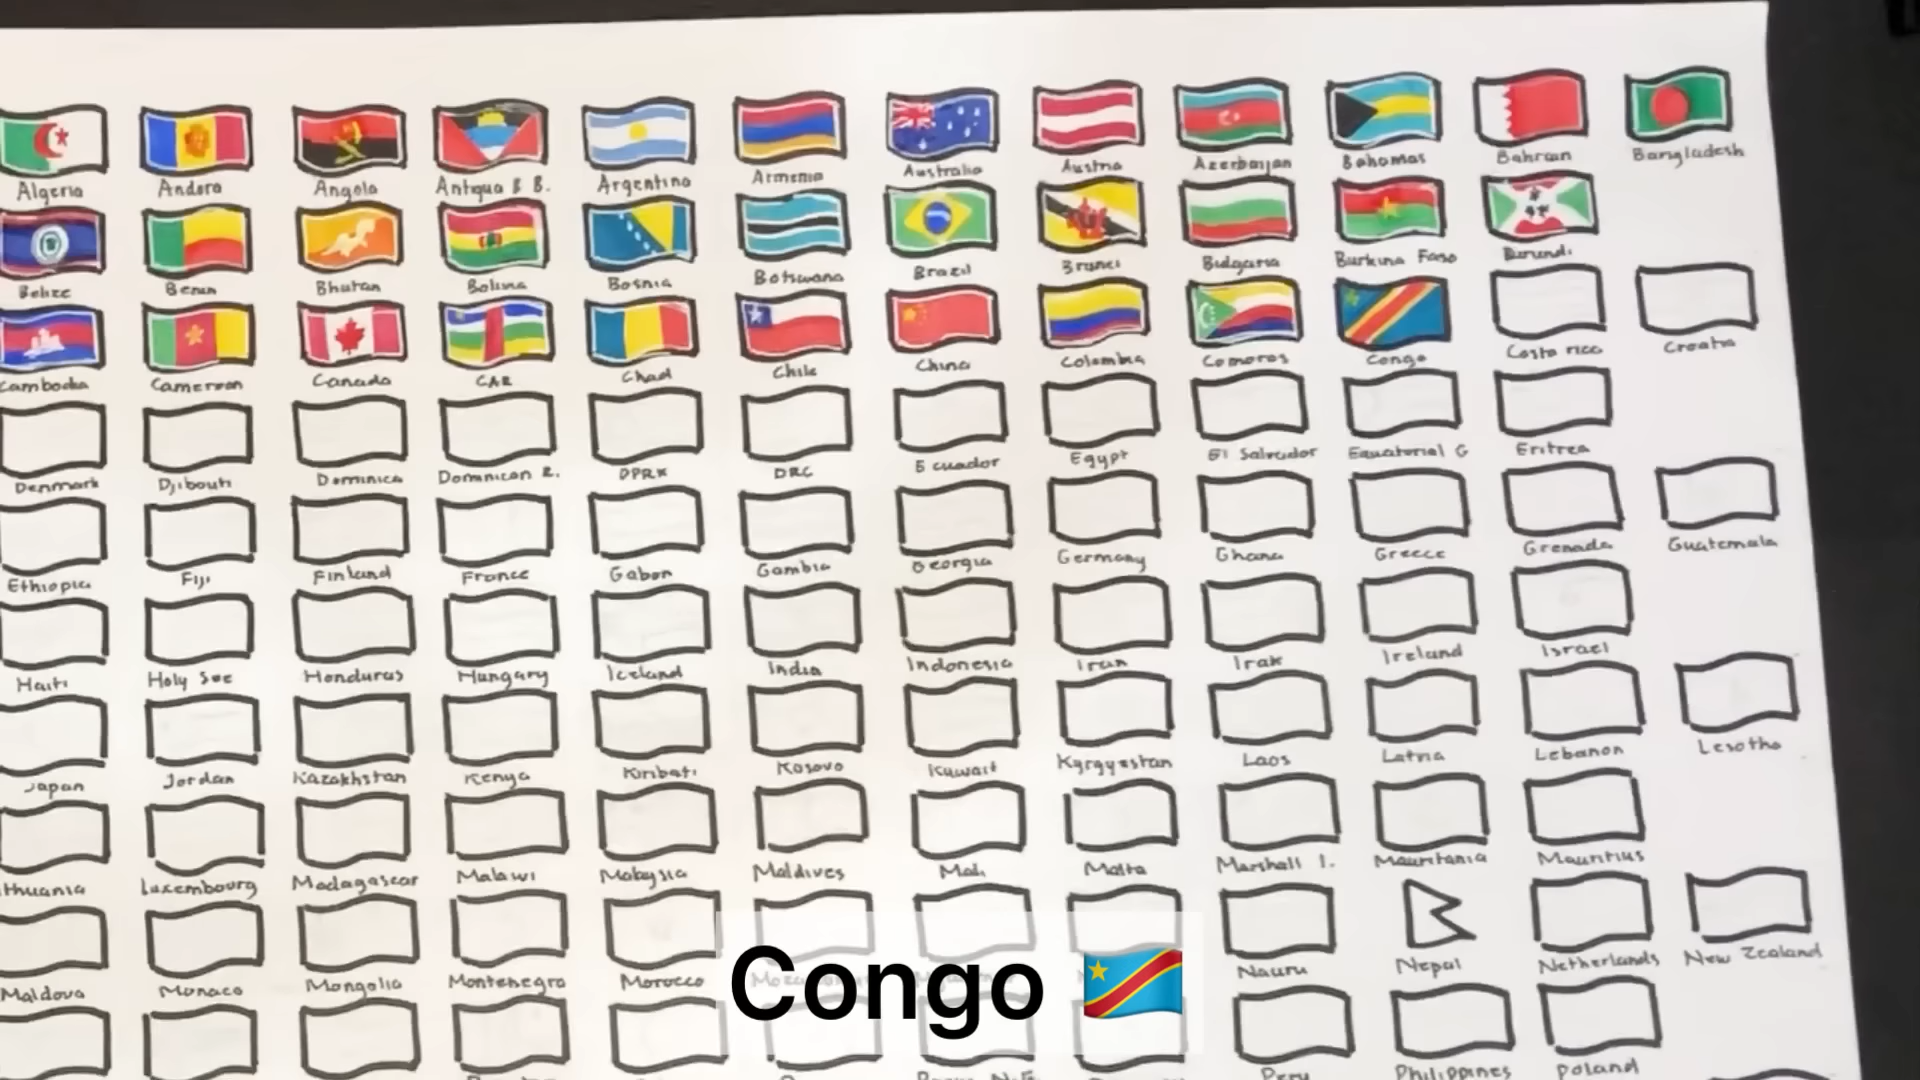 Algeria Andora Angola Antigua & B. Argentina Armenia Australia Austria Azerbaijan Bahamas Bahrain Bangladesh
Belize Benin Bhutan Bolivia Bosnia Botswana Brazil Brunei Bulgaria Burkina Faso Burundi
Cambodia Cameroon Canada CAR Chad Chile China Colombia Comoros Congo Costa rica Croatia
Denmark Djibouti Dominica Dominican R. DPRK DRC Ecuador Egypt El Salvador Equatorial G Eritrea
Ethiopia Fiji Finland France Gabon Gambia Georgia Germany Ghana Greece Grenada Guatemala
Haiti Holy See Honduras Hungary Iceland India Indonesia Iran Irak Ireland Israel
Japan Jordan Kazakhstan Kenya Kiribati Kosovo Kuwait Kyrgyzstan Laos Latvia Lebanon Lesotho
thuania Luxembourg Madagascar Malawi Malaysia Maldives Mali Malta Marshall I. Mauritania Mauritius
Maldova Monaco Mongolia Montenegro Morocco Nauru Nepal Netherlands New Zealand
Congo
Peru Philippines Poland